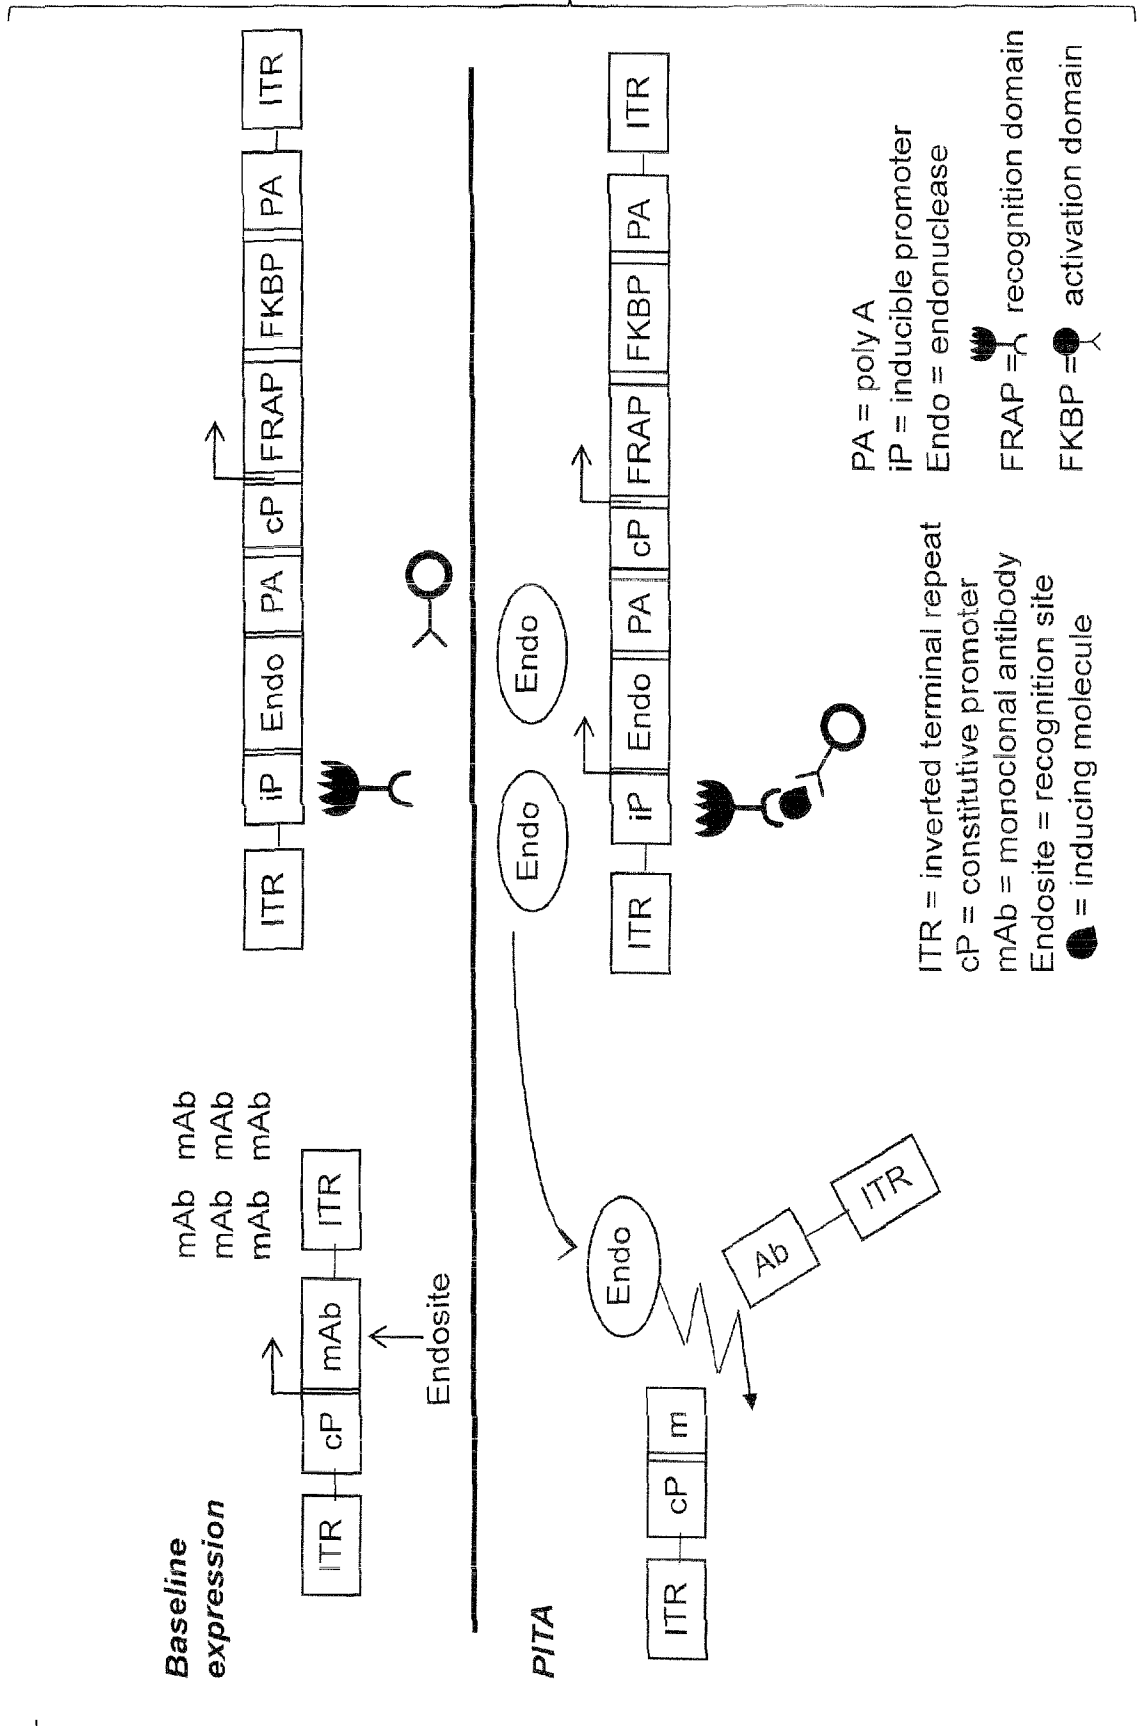 Baseline
expression
mAb mAb
mAb mAb
mAb mAb
ITR cP mAb ITR
Endosite
ITR iP Endo PA cP FRAP FKBP PA ITR
PITA
Endo Endo
Endo
ITR cP m
Ab
ITR
ITR iP Endo PA cP FRAP FKBP PA ITR
ITR = inverted terminal repeat
cP = constitutive promoter
mAb = monoclonal antibody
Endosite = recognition site
= inducing molecule
PA = poly A
iP = inducible promoter
Endo = endonuclease
FRAP = recognition domain
FKBP = activation domain